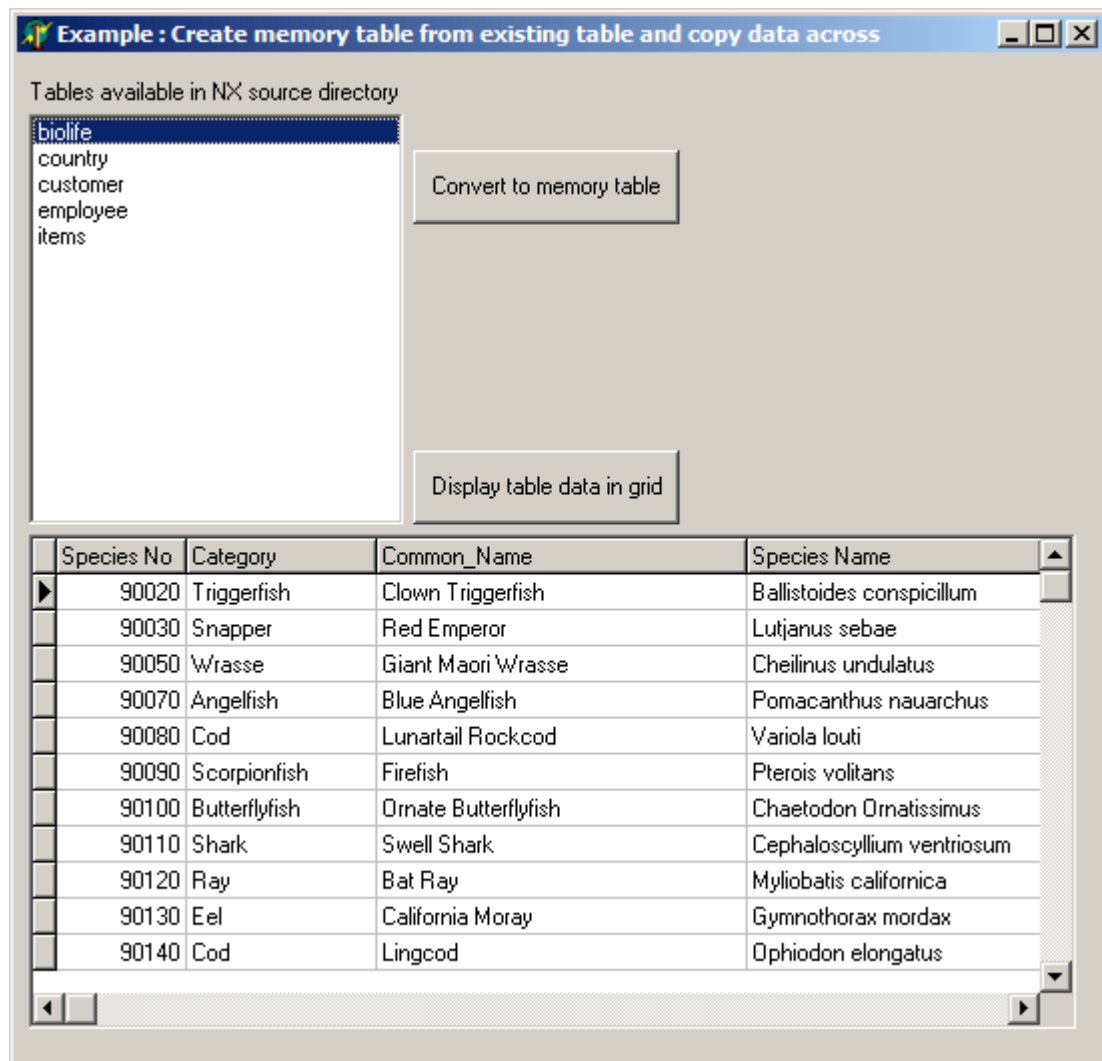 Example : Create memory table from existing table and copy data across
Tables available in NX source directory
biolife
country
customer
employee
items
Convert to memory table
Display table data in grid
Species No Category Common_Name Species Name
90020 Triggerfish Clown Triggerfish Ballistoides conspicillum
90030 Snapper Red Emperor Lutjanus sebae
90050 Wrasse Giant Maori Wrasse Cheilinus undulatus
90070 Angelfish Blue Angelfish Pomacanthus nauarchus
90080 Cod Lunartail Rockcod Variola louti
90090 Scorpionfish Firefish Pterois volitans
90100 Butterflyfish Ornate Butterflyfish Chaetodon Ornatissimus
90110 Shark Swell Shark Cephaloscyllium ventriosum
90120 Ray Bat Ray Myliobatis californica
90130 Eel California Moray Gymnothorax mordax
90140 Cod Lingcod Ophiodon elongatus